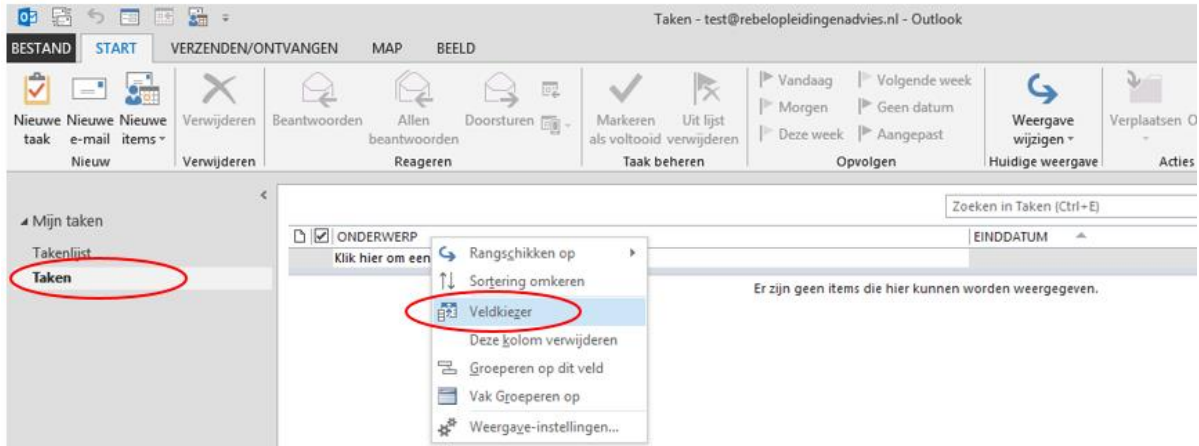 Taken - test@rebelopleidingenadvies.nl - Outlook
BESTAND START VERZENDEN/ONTVANGEN MAP BEELD
Nieuwe taak
Nieuwe e-mail
Nieuwe items
Nieuw
Verwijderen
Verwijderen
Beantwoorden
Allen beantwoorden
Doorsturen
Reageren
Markeren als voltooid
Uit lijst verwijderen
Taak beheren
Vandaag
Morgen
Deze week
Volgende week
Geen datum
Aangepast
Opvolgen
Weergave wijzigen
Huidige weergave
Verplaatsen O
Acties
Mijn taken
Takenlijst
Taken
Zoeken in Taken (Ctrl+E)
ONDERWERP EINDDATUM
Klik hier om een
Er zijn geen items die hier kunnen worden weergegeven.
Rangschikken op
Sortering omkeren
Veldkiezer
Deze kolom verwijderen
Groeperen op dit veld
Vak Groeperen op
Weergave-instellingen...